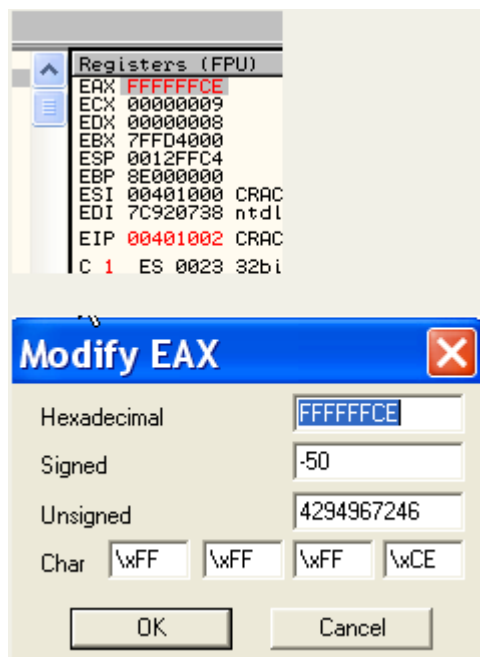 Registers (FPU)
EAX FFFFFFCE
ECX 00000009
EDX 00000008
EBX 7FFD4000
ESP 0012FFC4
EBP 8E000000
ESI 00401000 CRAC
EDI 7C920738 ntdl
EIP 00401002 CRAC
C 1 ES 0023 32bi
Modify EAX
Hexadecimal FFFFFFCE
Signed -50
Unsigned 4294967246
Char \xFF \xFF \xFF \xCE
OK Cancel